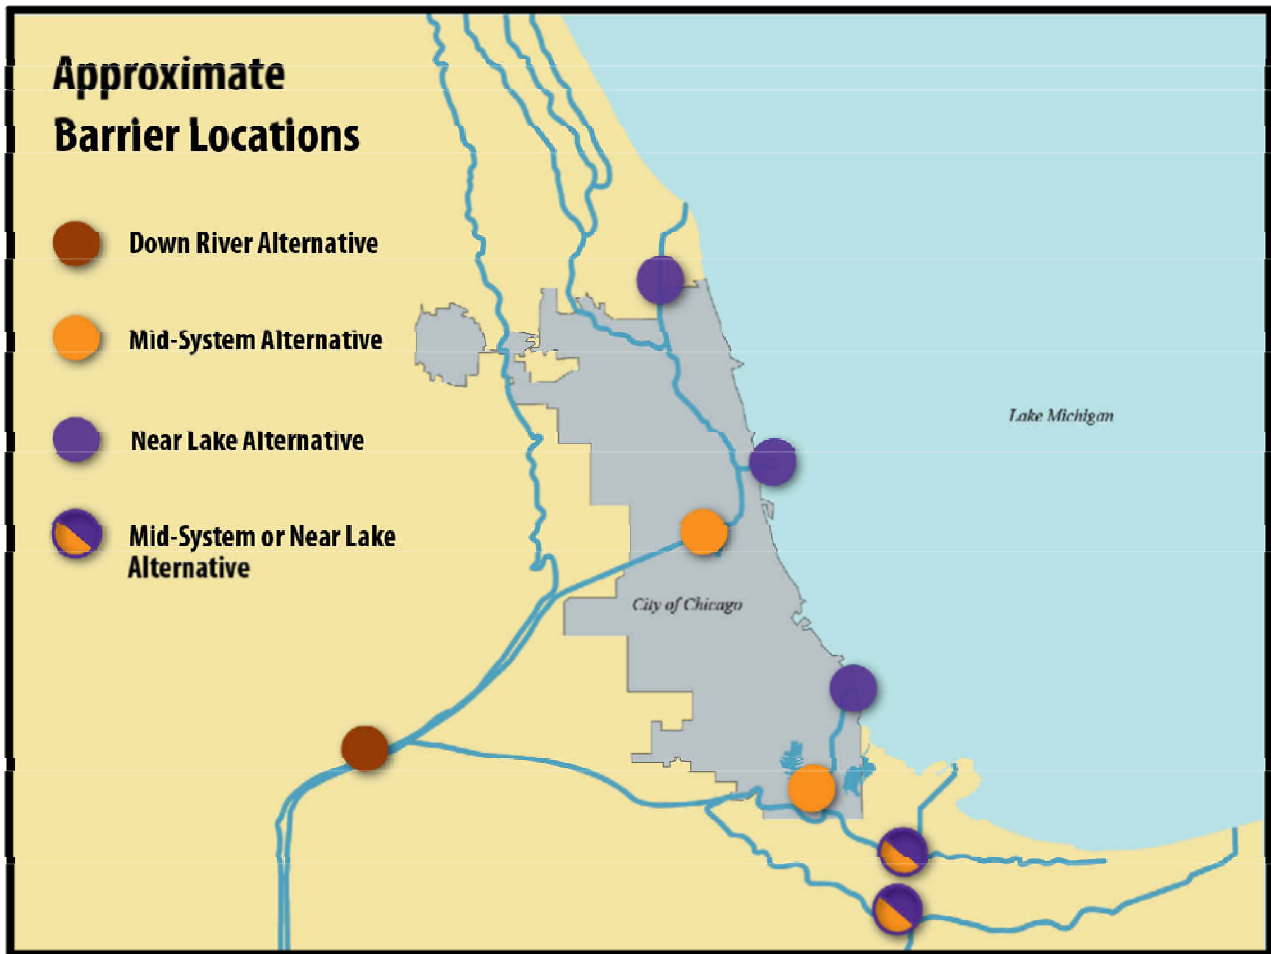 Approximate
Barrier Locations
Down River Alternative
Mid-System Alternative
Near Lake Alternative
Mid-System or Near Lake
Alternative
Lake Michigan
City of Chicago